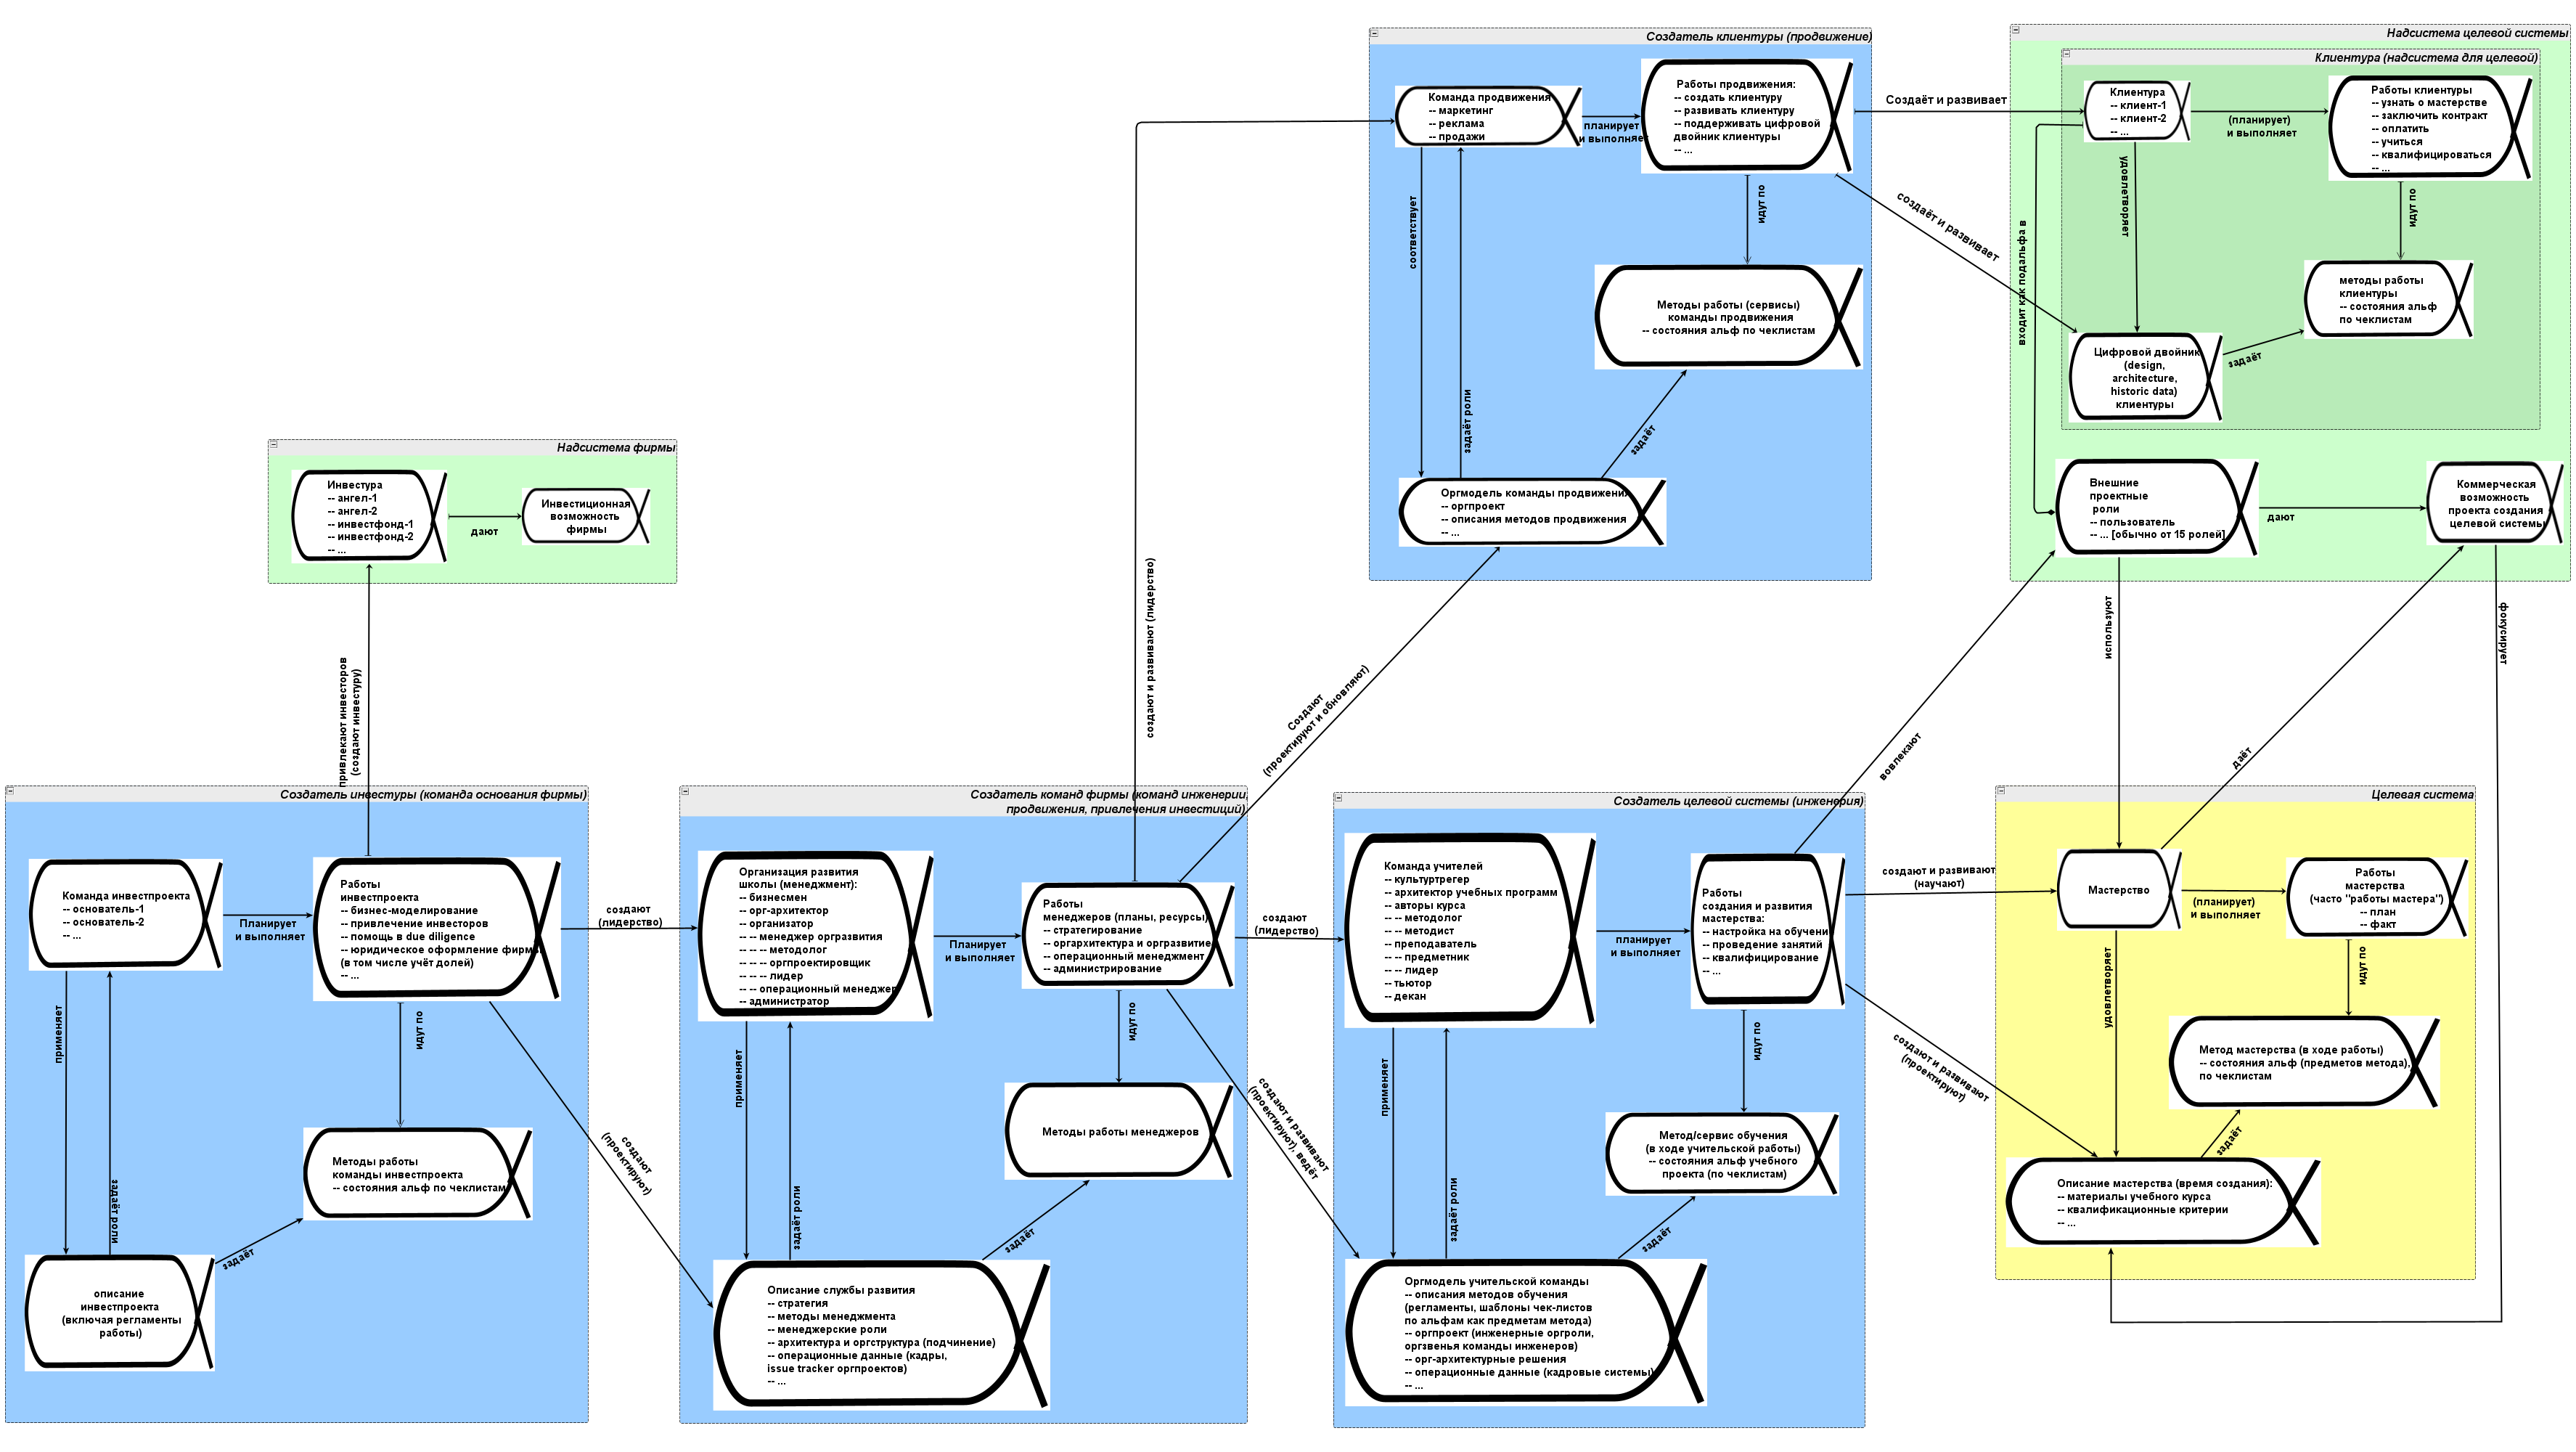 Создатель клиентуры (продвижение)
Команда продвижения
-- маркетинг
-- реклама
-- продажи
планирует
и выполняет
Работы продвижения:
-- создать клиентуру
-- развивать клиентуру
-- поддерживать цифровой
двойник клиентуры
-- ...
соответствует
задаёт роли
идут по
Методы работы (сервисы)
команды продвижения
-- состояния альф по чеклистам
задаёт
Оргмодель команды продвижения
-- оргпроект
-- описания методов продвижения
-- ...
Создаёт и развивает
создаёт и развивает
Надсистема целевой системы
Клиентура (надсистема для целевой)
Клиентура
-- клиент-1
-- клиент-2
-- ...
(планирует)
и выполняет
Работы клиентуры
-- узнать о мастерстве
-- заключить контракт
-- оплатить
-- учиться
-- квалифицироваться
-- ...
удовлетворяет
идут по
входит как подальфа в
методы работы
клиентуры
-- состояния альф
по чеклистам
Цифровой двойник
(design,
architecture,
historic data)
клиентуры
задаёт
Внешние
проектные
роли
-- пользователь
-- ... [обычно от 15 ролей]
дают
Коммерческая
возможность
проекта создания
целевой системы
Надсистема фирмы
Инвестура
-- ангел-1
-- ангел-2
-- инвестфонд-1
-- инвестфонд-2
-- ...
дают
Инвестиционная
возможность
фирмы
привлекают инвесторов
(создают инвестуру)
создают и развивают (лидерство)
Создают
(проектируют и обновляют)
вовлекают
используют
даёт
фокусирует
Создатель инвестуры (команда основания фирмы)
Команда инвестпроекта
-- основатель-1
-- основатель-2
-- ...
Планирует
и выполняет
Работы
инвестпроекта
-- бизнес-моделирование
-- привлечение инвесторов
-- помощь в due diligence
-- юридическое оформление фирмы
(в том числе учёт долей)
-- ...
применяет
задаёт роли
идут по
Методы работы
команды инвестпроекта
-- состояния альф по чеклистам
задаёт
описание
инвестпроекта
(включая регламенты
работы)
создают
(лидерство)
создают
(проектируют)
Создатель команд фирмы (команд инженерии,
продвижения, привлечения инвестиций)
Организация развития
школы (менеджмент):
-- бизнесмен
-- орг-архитектор
-- организатор
-- -- менеджер оргразвития
-- -- -- методолог
-- -- -- оргпроектировщик
-- -- -- лидер
-- -- операционный менеджер
-- администратор
Планирует
и выполняет
Работы
менеджеров (планы, ресурсы)
-- стратегирование
-- оргархитектура и оргразвитие
-- операционный менеджмент
-- администрирование
применяет
задаёт роли
идут по
Методы работы менеджеров
задаёт
Описание службы развития
-- стратегия
-- методы менеджмента
-- менеджерские роли
-- архитектура и оргструктура (подчинение)
-- операционные данные (кадры,
issue tracker оргпроектов)
-- ...
создают
(лидерство)
создают и развивают
(проектируют), ведёт
Создатель целевой системы (инженерия)
Команда учителей
-- культуртрегер
-- архитектор учебных программ
-- авторы курса
-- -- методолог
-- -- методист
-- преподаватель
-- -- предметник
-- -- лидер
-- тьютор
-- декан
планирует
и выполняет
Работы
создания и развития
мастерства:
-- настройка на обучени
-- проведение занятий
-- квалифицирование
-- ...
применяет
задаёт роли
идут по
Метод/сервис обучения
(в ходе учительской работы)
-- состояния альф учебного
проекта (по чеклистам)
задаёт
Оргмодель учительской команды
-- описания методов обучения
(регламенты, шаблоны чек-листов
по альфам как предметам метода)
-- оргпроект (инженерные оргроли,
оргзвенья команды инженеров)
-- орг-архитектурные решения
-- операционные данные (кадровые системы)
-- ...
создают и развивают
(научают)
создают и развивают
(проектируют)
Целевая система
Мастерство
(планирует)
и выполняет
Работы
мастерства
(часто "работы мастера")
-- план
-- факт
удовлетворяет
идут по
Метод мастерства (в ходе работы)
-- состояния альф (предметов метода),
по чеклистам
задаёт
Описание мастерства (время создания):
-- материалы учебного курса
-- квалификационные критерии
-- ...